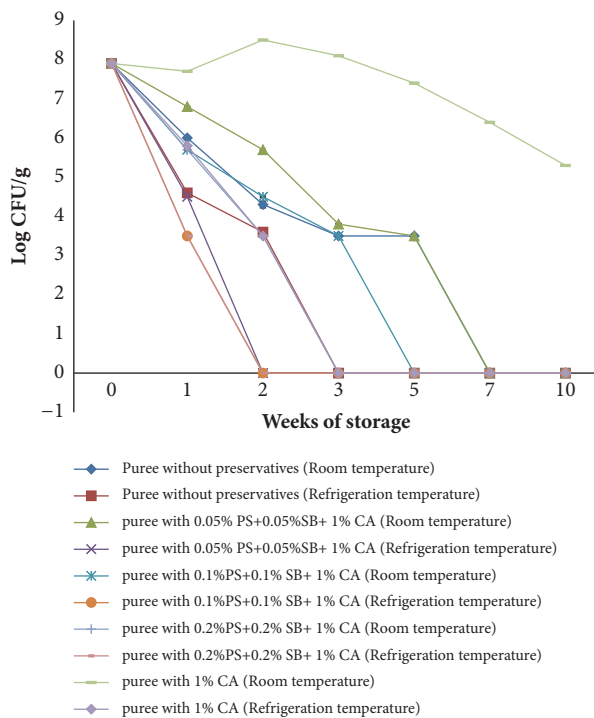 9
8
7
6
5
4
3
2
1
0
−1
Log CFU/g
0 1 2 3 5 7 10
Weeks of storage
Puree without preservatives (Room temperature)
Puree without preservatives (Refrigeration temperature)
puree with 0.05% PS+0.05%SB+ 1% CA (Room temperature)
puree with 0.05% PS+0.05%SB+ 1% CA (Refrigeration temperature)
puree with 0.1%PS+0.1% SB+ 1% CA (Room temperature)
puree with 0.1%PS+0.1% SB+ 1% CA (Refrigeration temperature)
puree with 0.2%PS+0.2% SB+ 1% CA (Room temperature)
puree with 0.2%PS+0.2% SB+ 1% CA (Refrigeration temperature)
puree with 1% CA (Room temperature)
puree with 1% CA (Refrigeration temperature)